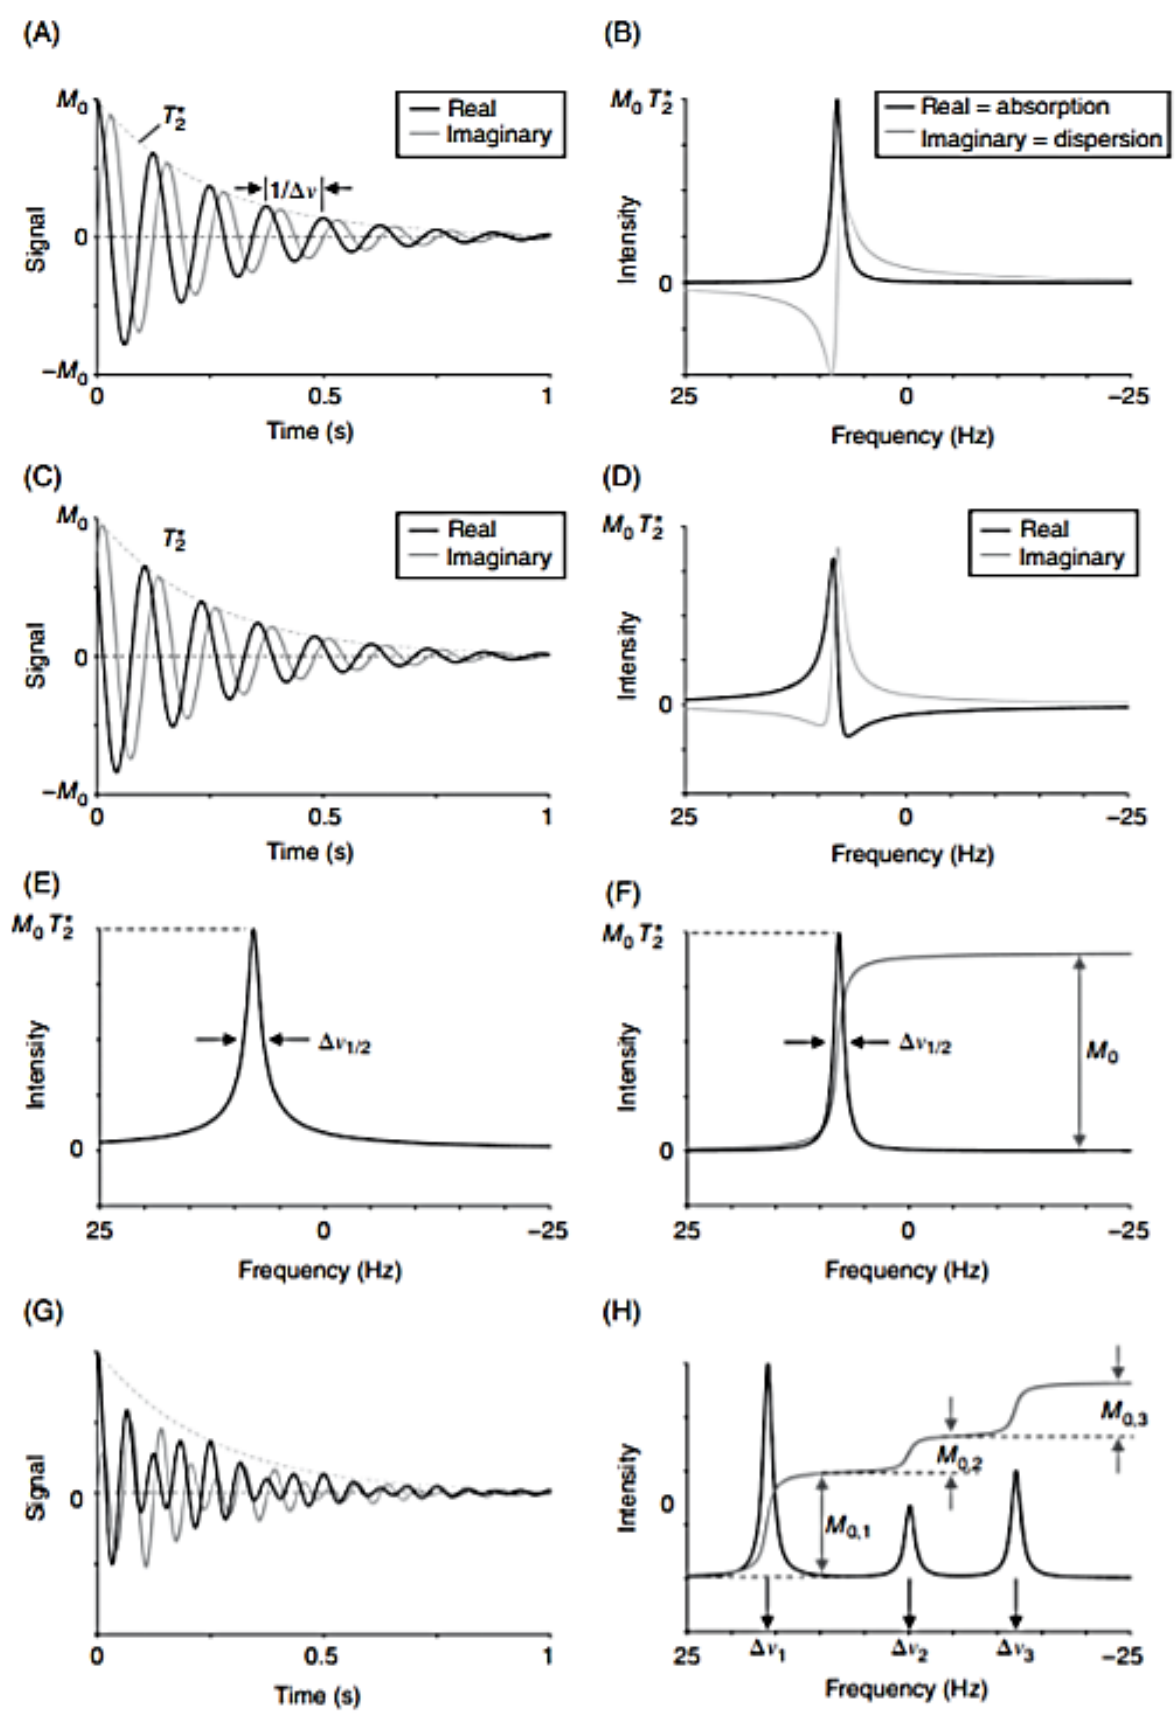 (A)
M₀
T₂*
Real
Imaginary
1/Δν
Signal
0
−M₀
0 0.5 1
Time (s)
(B)
M₀ T₂*
Real = absorption
Imaginary = dispersion
Intensity
0
25 0 −25
Frequency (Hz)
(C)
M₀
T₂*
Real
Imaginary
Signal
0
−M₀
0 0.5 1
Time (s)
(D)
M₀ T₂*
Real
Imaginary
Intensity
0
25 0 −25
Frequency (Hz)
(E)
M₀ T₂*
Δν1/2
Intensity
0
25 0 −25
Frequency (Hz)
(F)
M₀ T₂*
Δν1/2
M₀
Intensity
0
25 0 −25
Frequency (Hz)
(G)
Signal
0
0 0.5 1
Time (s)
(H)
M0,3
M0,2
M0,1
Intensity
0
25 Δν₁ Δν₂ Δν₃ −25
Frequency (Hz)